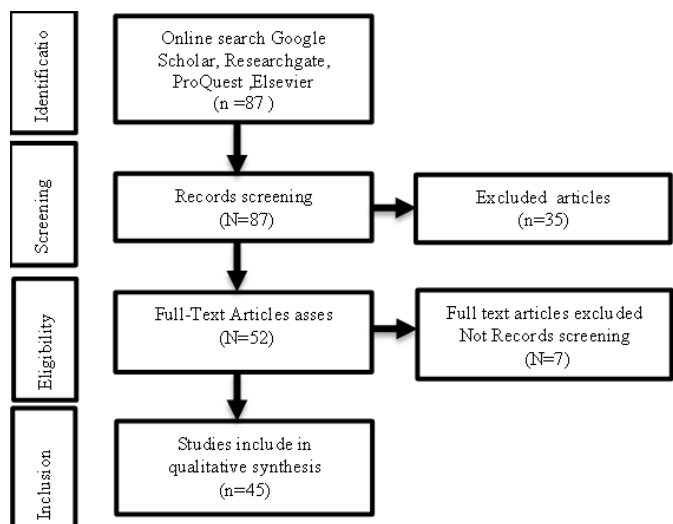 Identificatio
Online search Google
Scholar, Researchgate,
ProQuest ,Elsevier
(n =87 )
Screening
Records screening
(N=87)
Excluded articles
(n=35)
Eligibility
Full-Text Articles asses
(N=52)
Full text articles excluded
Not Records screening
(N=7)
Inclusion
Studies include in
qualitative synthesis
(n=45)